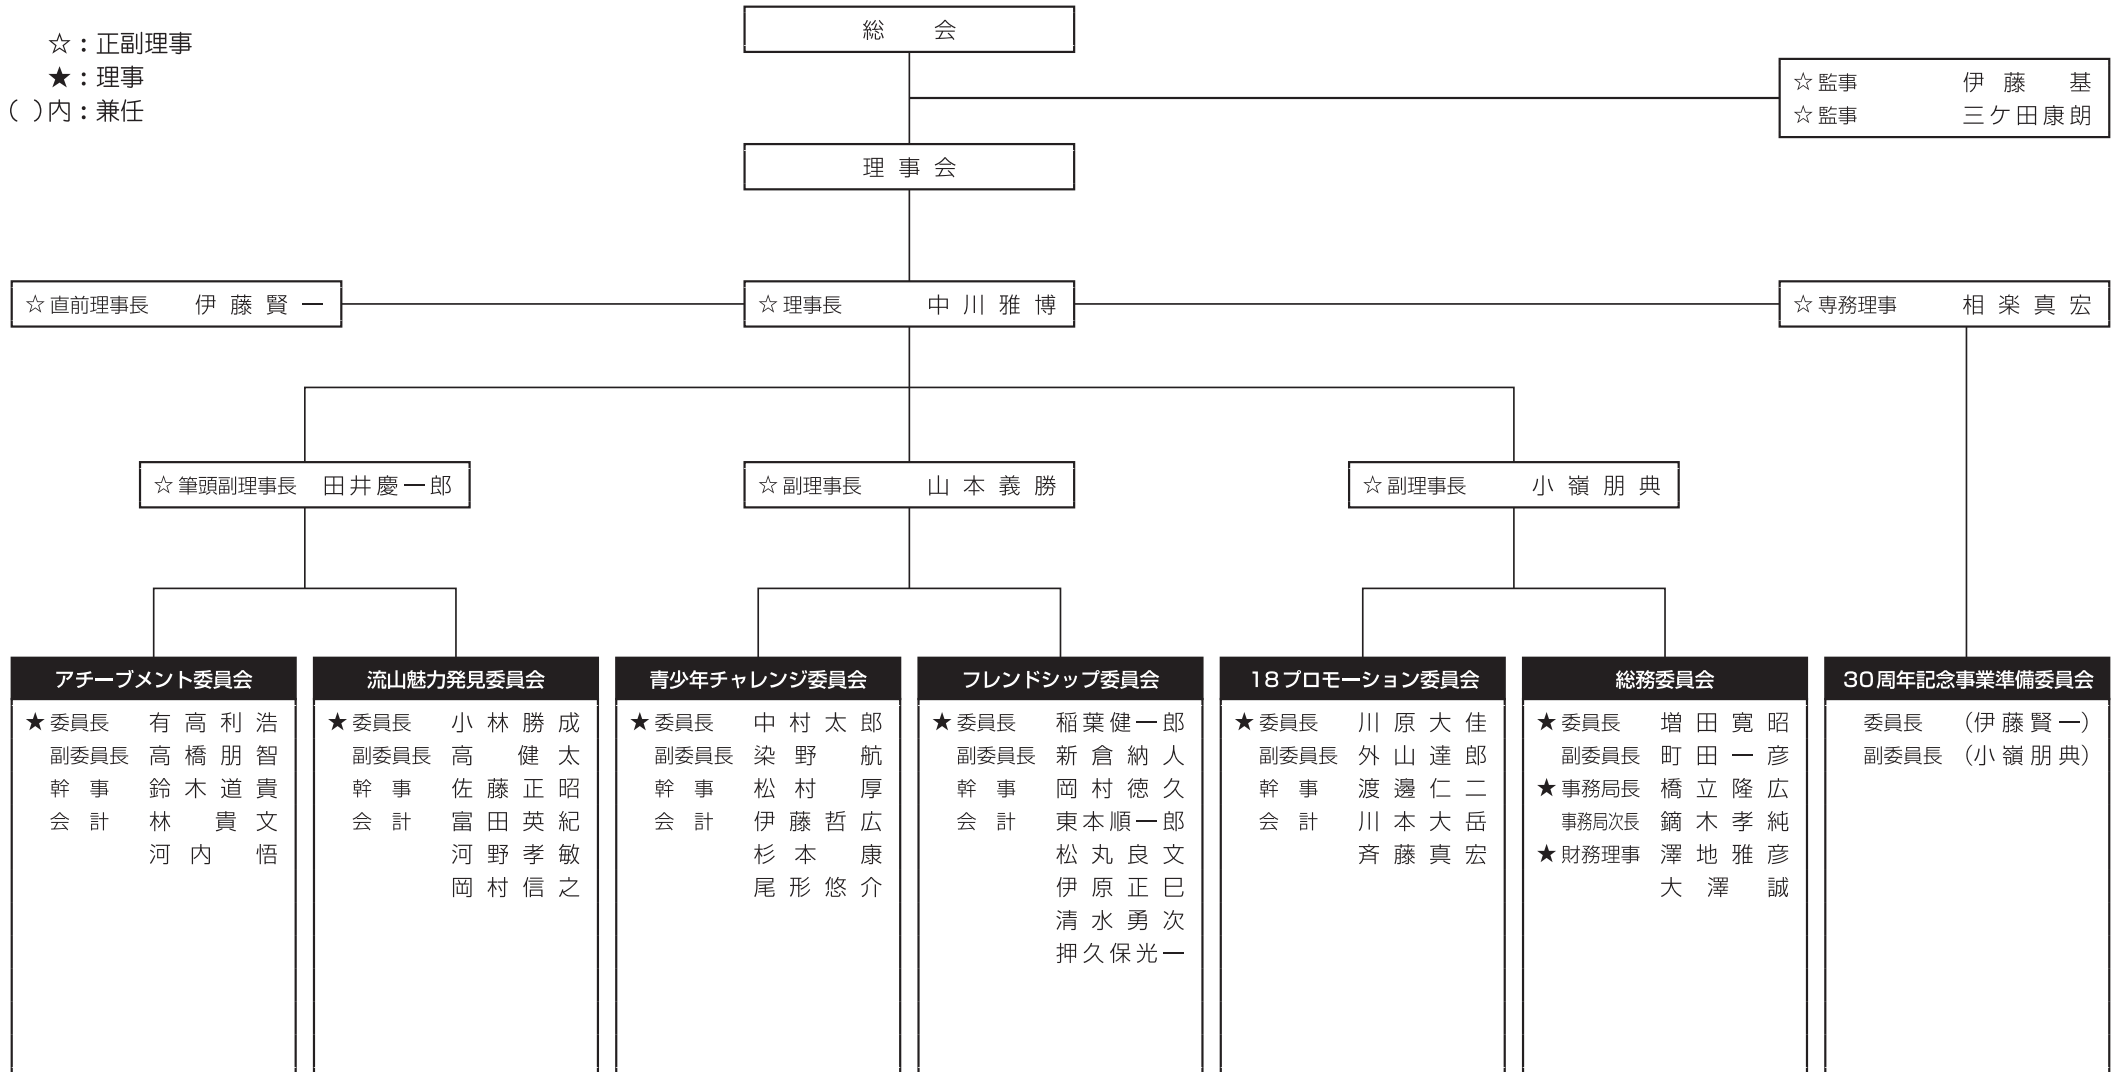 ☆：正副理事
★：理事
（ ）内：兼任
総 会
☆監事 伊藤 基
☆監事 三ケ田康朗
理事会
☆直前理事長 伊藤賢一
☆理事長 中川雅博
☆専務理事 相楽真宏
☆筆頭副理事長 田井慶一郎
☆副理事長 山本義勝
☆副理事長 小嶺朋典
アチーブメント委員会
★委員長 有高利浩
副委員長 高橋朋智
幹 事 鈴木道貴
会 計 林 貴文
河内 悟
流山魅力発見委員会
★委員長 小林勝成
副委員長 高 健太
幹 事 佐藤正昭
会 計 富田英紀
河野孝敏
岡村信之
青少年チャレンジ委員会
★委員長 中村太郎
副委員長 染野 航
幹 事 松村 厚
会 計 伊藤哲広
杉本 康
尾形悠介
フレンドシップ委員会
★委員長 稲葉健一郎
副委員長 新倉納人
幹 事 岡村徳久
会 計 東本順一郎
松丸良文
伊原正巳
清水勇次
押久保光一
18プロモーション委員会
★委員長 川原大佳
副委員長 外山達郎
幹 事 渡邊仁二
会 計 川本大岳
斉藤真宏
総務委員会
★委員長 増田寛昭
副委員長 町田一彦
★事務局長 橋立隆広
事務局次長 鏑木孝純
★財務理事 澤地雅彦
大澤 誠
30周年記念事業準備委員会
委員長 （伊藤賢一）
副委員長 （小嶺朋典）